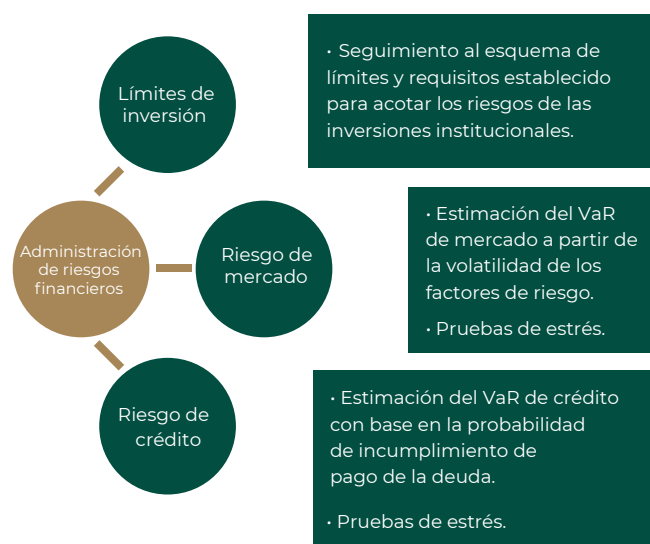 Límites de
inversión
• Seguimiento al esquema de
límites y requisitos establecido
para acotar los riesgos de las
inversiones institucionales.
Administración
de riesgos
financieros
Riesgo de
mercado
• Estimación del VaR
de mercado a partir de
la volatilidad de los
factores de riesgo.
• Pruebas de estrés.
Riesgo de
crédito
• Estimación del VaR de crédito
con base en la probabilidad
de incumplimiento de
pago de la deuda.
• Pruebas de estrés.